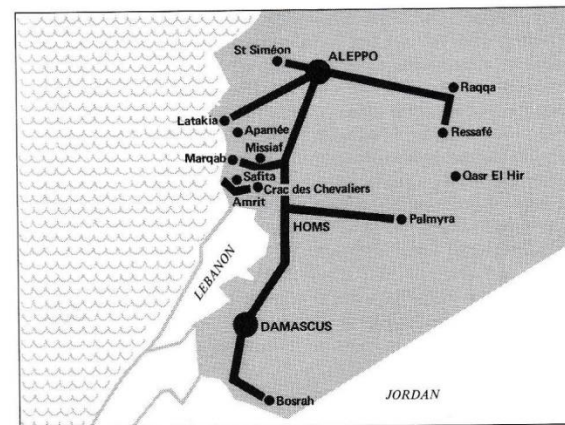 St Siméon
ALEPPO
Raqqa
Latakia
Apamée
Ressafé
Missiaf
Marqab
Safita
Qasr El Hir
Crac des Chevaliers
Amrit
Palmyra
HOMS
LEBANON
DAMASCUS
JORDAN
Bosrah